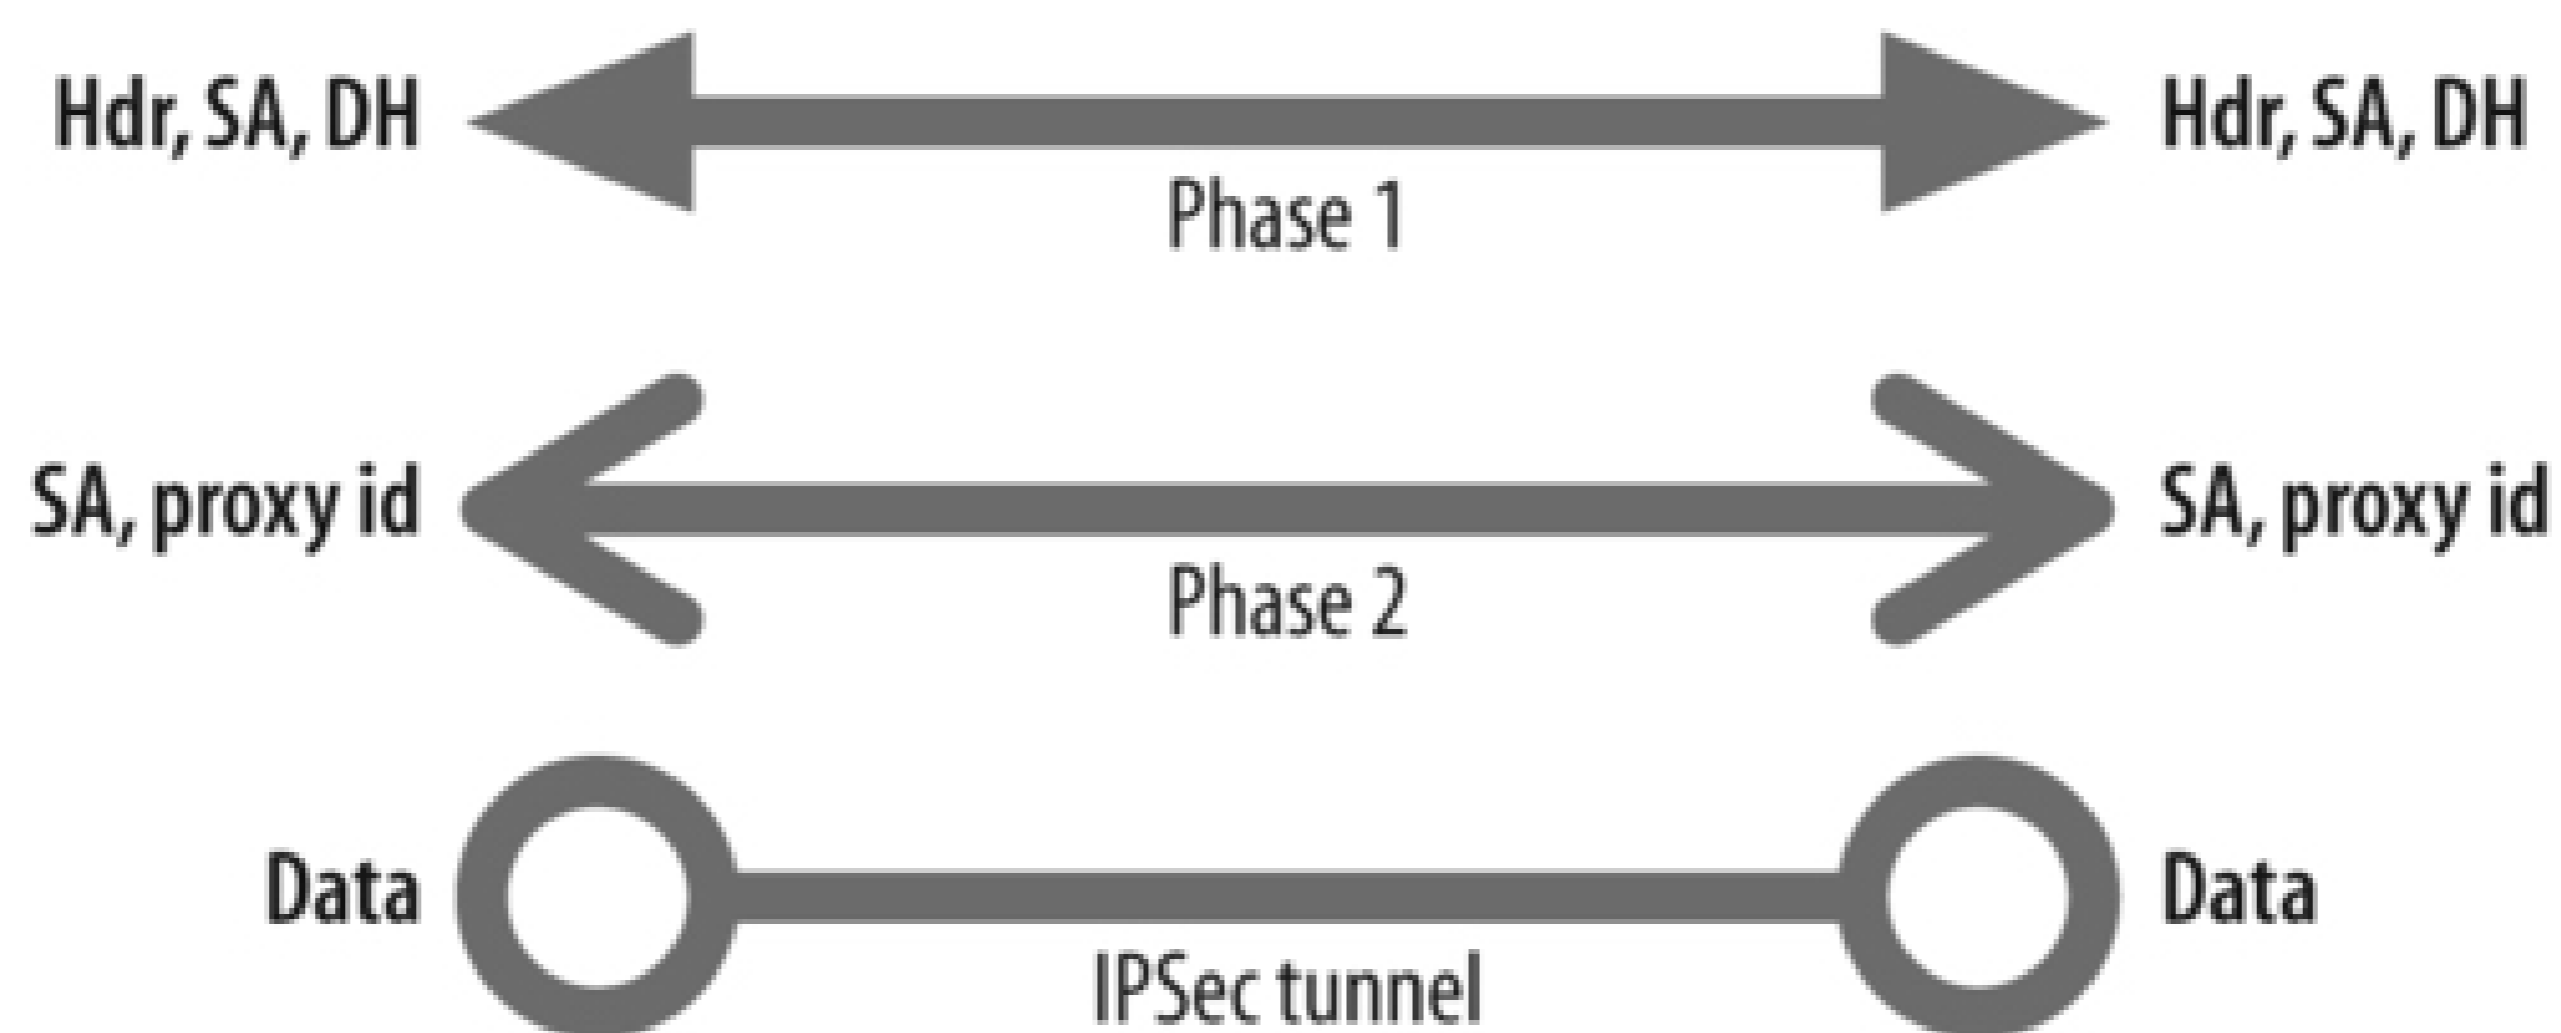 Hdr, SA, DH
Hdr, SA, DH
Phase 1
SA, proxy id
SA, proxy id
Phase 2
Data
Data
IPSec tunnel